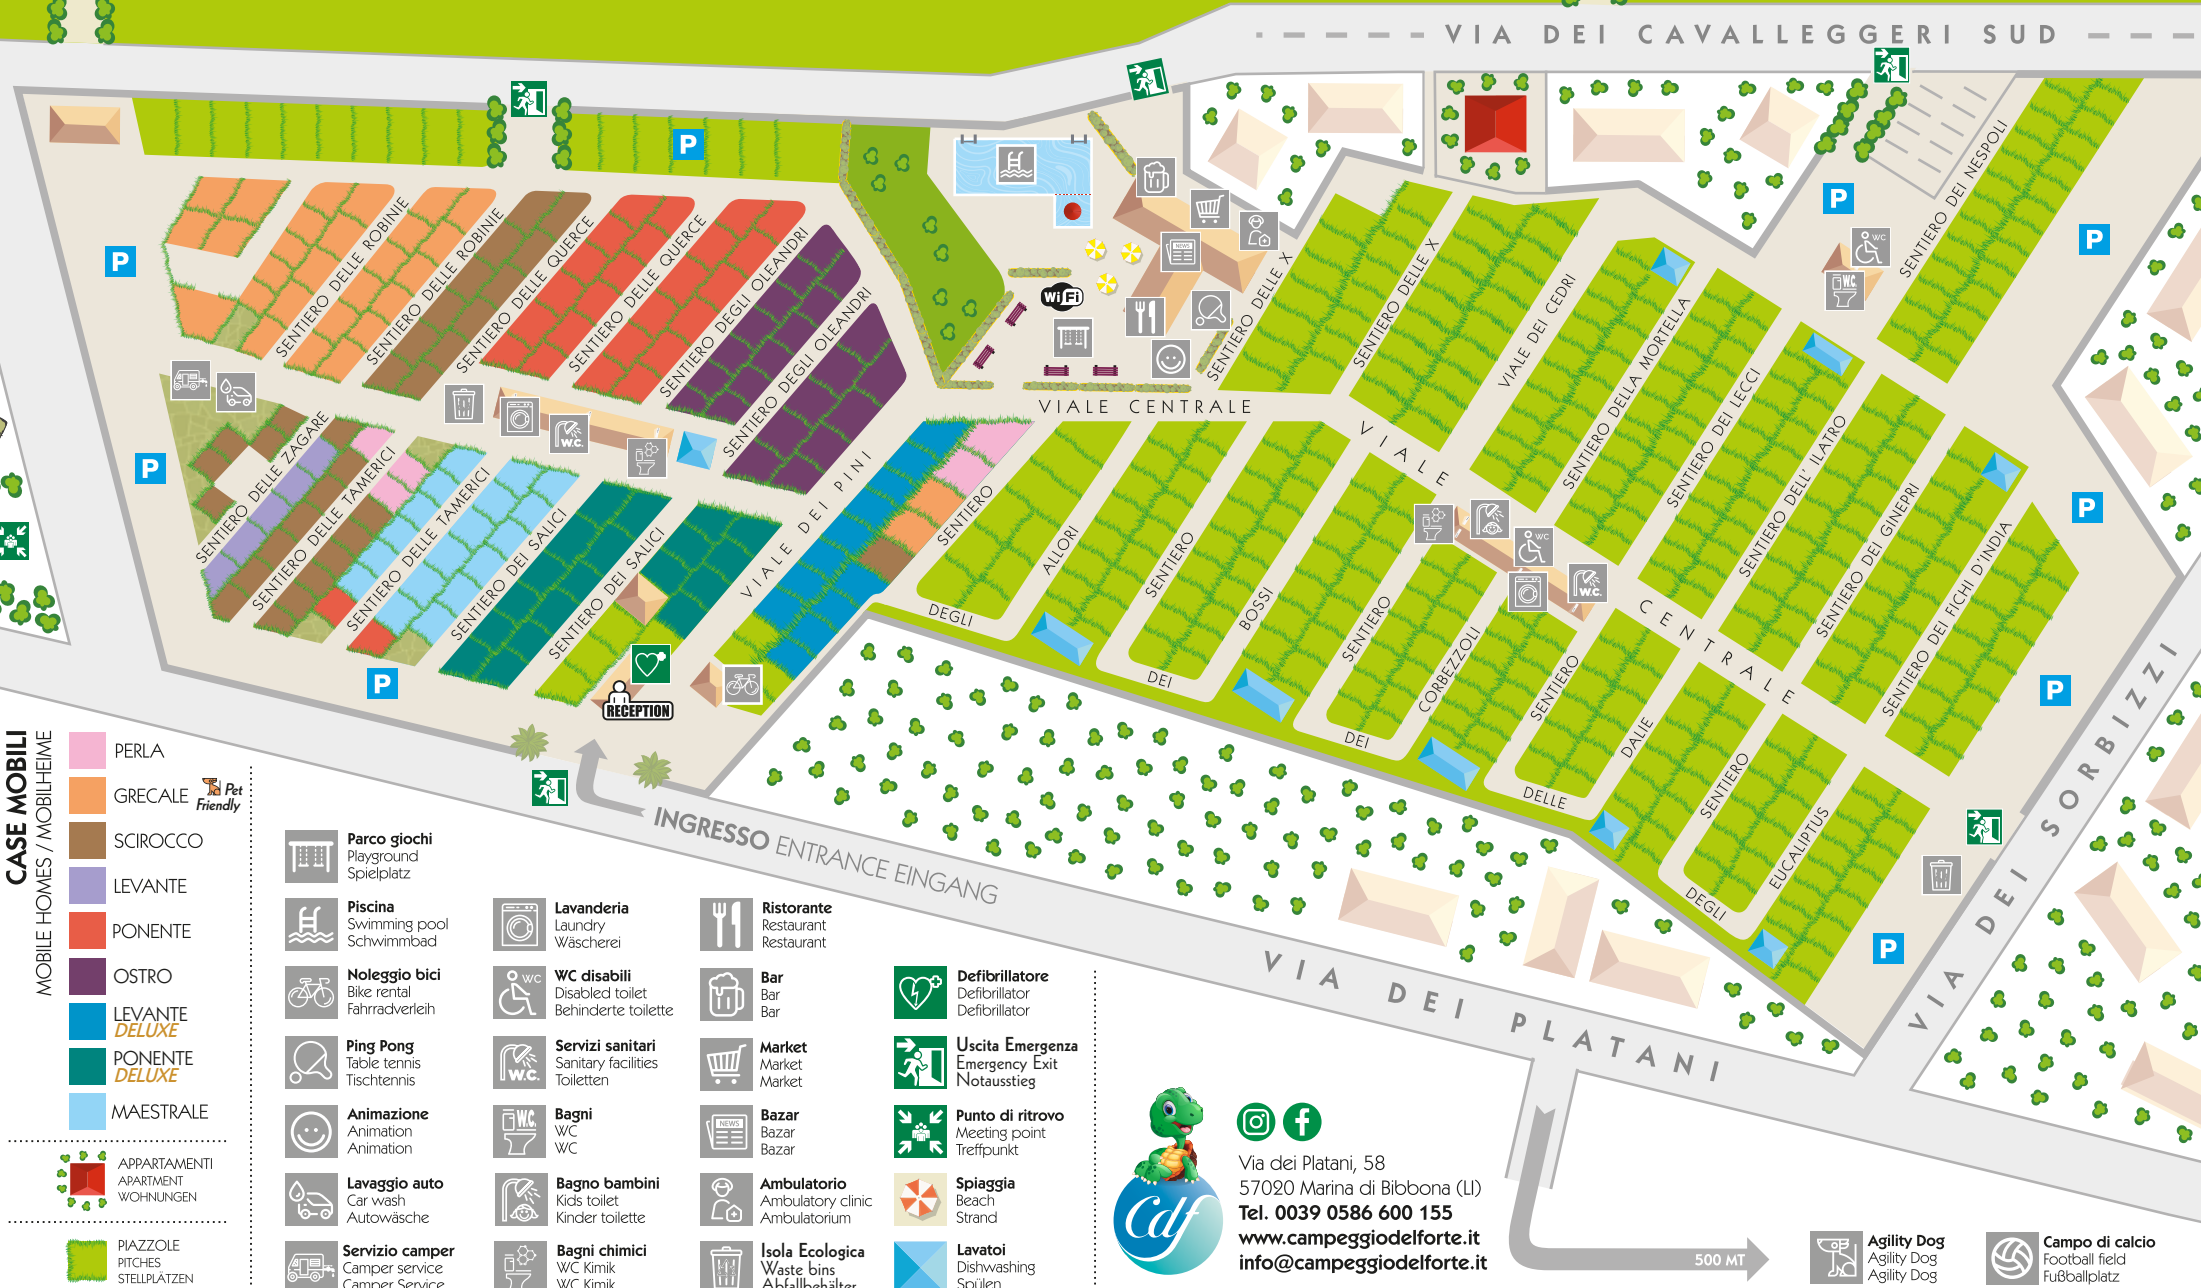 VIA DEI CAVALLEGGERI SUD
P
P
P
P
P
P
P
P
P
P
SENTIERO DEI NESPOLI
SENTIERO DELLE ROBINIE
SENTIERO DELLE ROBINIE
SENTIERO DELLE QUERCE
SENTIERO DELLE QUERCE
SENTIERO DEGLI OLEANDRI
SENTIERO DEGLI OLEANDRI
NEWS
WC
W.C.
WiFi
SENTIERO DELLE X
SENTIERO DELLE X
VIALE DEI CEDRI
SENTIERO DELLA MORTELLA
SENTIERO DEI LECCI
SENTIERO DELL' ILATRO
SENTIERO DEI GINEPRI
SENTIERO DEI FICHI D'INDIA
VIALE CENTRALE
VIALE
CENTRALE
W.C.
WC
W.C.
SENTIERO DELLE ZAGARE
SENTIERO DELLE TAMERICI
SENTIERO DELLE TAMERICI
SENTIERO DEI SALICI
SENTIERO DEI SALICI
VIALE DEI PINI
SENTIERO
DEGLI
ALLORI
SENTIERO
DEI
BOSSI
SENTIERO
DEI
CORBEZZOLI
SENTIERO
DELLE
DALIE
SENTIERO
DEGLI
EUCALIPTUS
RECEPTION
INGRESSO ENTRANCE EINGANG
VIA DEI PLATANI
VIA DEI SORBIZZI
CASE MOBILI
MOBILE HOMES / MOBILHEIME
PERLA
GRECALE
Pet
Friendly
SCIROCCO
LEVANTE
PONENTE
OSTRO
LEVANTE
DELUXE
PONENTE
DELUXE
MAESTRALE
APPARTAMENTI
APARTMENT
WOHNUNGEN
PIAZZOLE
PITCHES
STELLPLÄTZEN
Parco giochi
Playground
Spielplatz
Piscina
Swimming pool
Schwimmbad
Noleggio bici
Bike rental
Fahrradverleih
Ping Pong
Table tennis
Tischtennis
Animazione
Animation
Animation
Lavaggio auto
Car wash
Autowäsche
Servizio camper
Camper service
Camper Service
Lavanderia
Laundry
Wäscherei
WC
WC disabili
Disabled toilet
Behinderte toilette
W.C.
Servizi sanitari
Sanitary facilities
Toiletten
W.C.
Bagni
WC
WC
Bagno bambini
Kids toilet
Kinder toilette
Bagni chimici
WC Kimik
WC Kimik
Ristorante
Restaurant
Restaurant
Bar
Bar
Bar
Market
Market
Market
NEWS
Bazar
Bazar
Bazar
Ambulatorio
Ambulatory clinic
Ambulatorium
Isola Ecologica
Waste bins
Abfallbehälter
Defibrillatore
Defibrillator
Defibrillator
Uscita Emergenza
Emergency Exit
Notausstieg
Punto di ritrovo
Meeting point
Treffpunkt
Spiaggia
Beach
Strand
Lavatoi
Dishwashing
Spülen
Cdf
Via dei Platani, 58
57020 Marina di Bibbona (LI)
Tel. 0039 0586 600 155
www.campeggiodelforte.it
info@campeggiodelforte.it
500 MT
Agility Dog
Agility Dog
Agility Dog
Campo di calcio
Football field
Fußballplatz